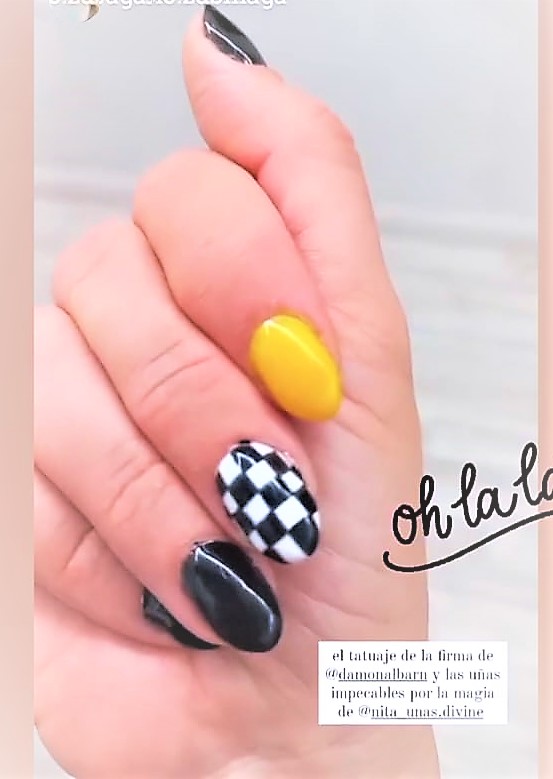 oh la la
el tatuaje de la firma de
@damonalbarn y las uñas
impecables por la magia
de @nita_unas.divine